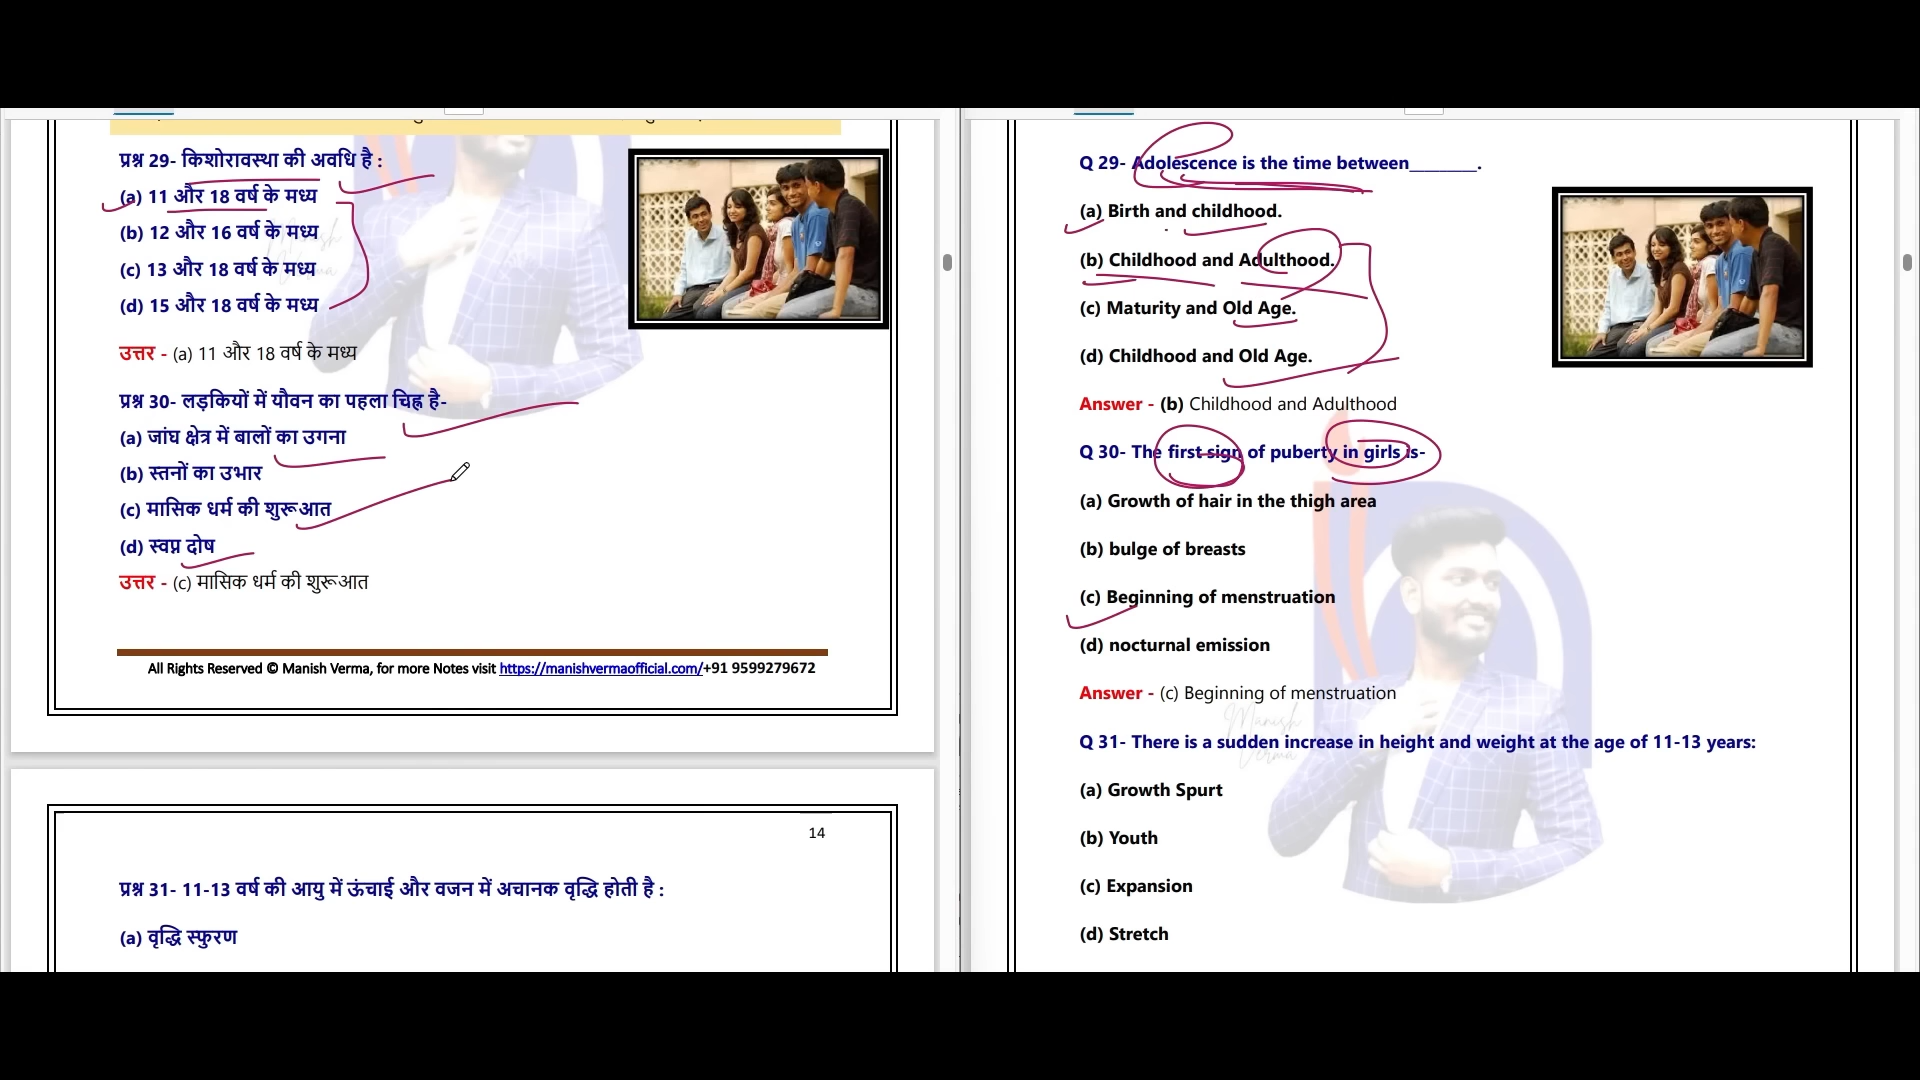 प्रश्न 29- किशोरावस्था की अवधि है :
(a) 11 और 18 वर्ष के मध्य
(b) 12 और 16 वर्ष के मध्य
(c) 13 और 18 वर्ष के मध्य
(d) 15 और 18 वर्ष के मध्य
उत्तर - (a) 11 और 18 वर्ष के मध्य
प्रश्न 30- लड़कियों में यौवन का पहला चिह्न है-
(a) जांघ क्षेत्र में बालों का उगना
(b) स्तनों का उभार
(c) मासिक धर्म की शुरूआत
(d) स्वप्न दोष
उत्तर - (c) मासिक धर्म की शुरूआत
All Rights Reserved © Manish Verma, for more Notes visit https://manishvermaofficial.com/+91 9599279672
14
प्रश्न 31- 11-13 वर्ष की आयु में ऊंचाई और वजन में अचानक वृद्धि होती है :
(a) वृद्धि स्फुरण
Q 29- Adolescence is the time between________.
(a) Birth and childhood.
(b) Childhood and Adulthood.
(c) Maturity and Old Age.
(d) Childhood and Old Age.
Answer - (b) Childhood and Adulthood
Q 30- The first sign of puberty in girls is-
(a) Growth of hair in the thigh area
(b) bulge of breasts
(c) Beginning of menstruation
(d) nocturnal emission
Answer - (c) Beginning of menstruation
Manish
Verma
Q 31- There is a sudden increase in height and weight at the age of 11-13 years:
(a) Growth Spurt
(b) Youth
(c) Expansion
(d) Stretch